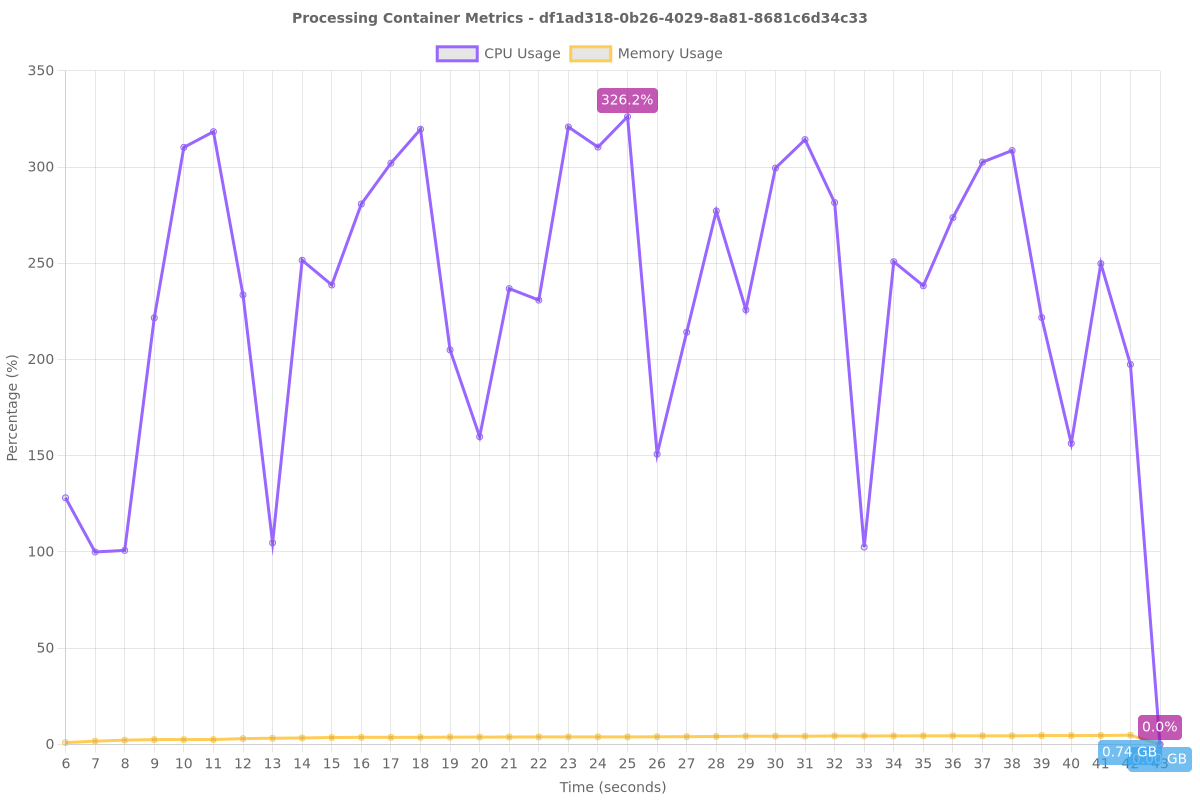 Processing Container Metrics - df1ad318-0b26-4029-8a81-8681c6d34c33
CPU Usage Memory Usage
350
326.2%
300
250
200
Percentage (%)
150
100
50
0.0%
0
0.74 GB
GB
6 7 8 9 10 11 12 13 14 15 16 17 18 19 20 21 22 23 24 25 26 27 28 29 30 31 32 33 34 35 36 37 38 39 40 41 42 43
Time (seconds)